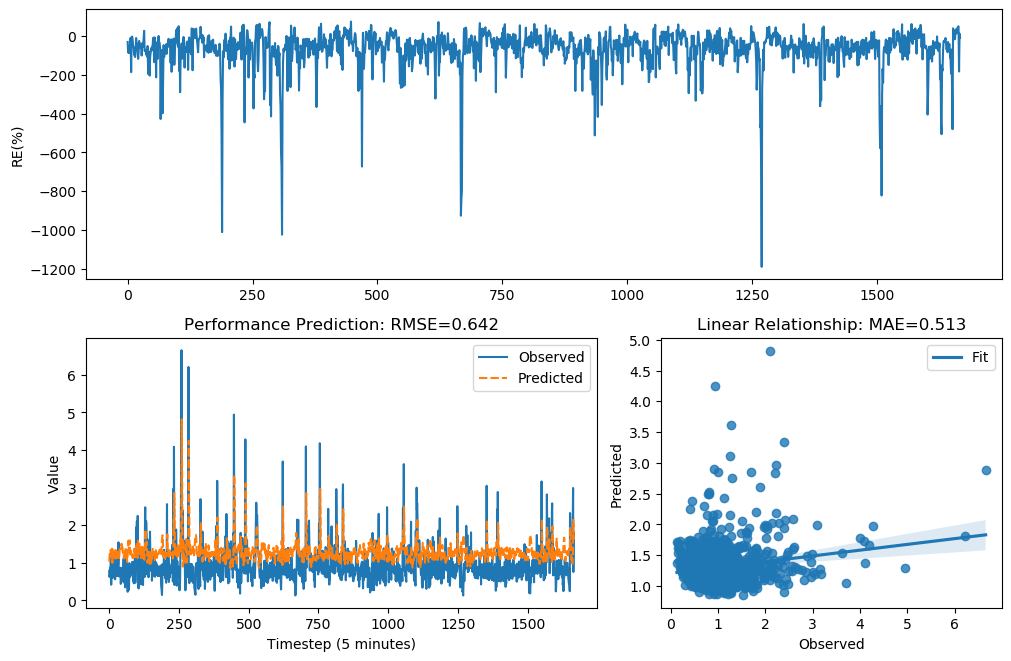 0
−200
−400
−600
−800
−1000
−1200
RE(%)
0 250 500 750 1000 1250 1500
Performance Prediction: RMSE=0.642
6
5
4
3
2
1
0
Value
Observed
Predicted
0 250 500 750 1000 1250 1500
Timestep (5 minutes)
Linear Relationship: MAE=0.513
5.0
4.5
4.0
3.5
3.0
2.5
2.0
1.5
1.0
Predicted
Fit
0 1 2 3 4 5 6
Observed